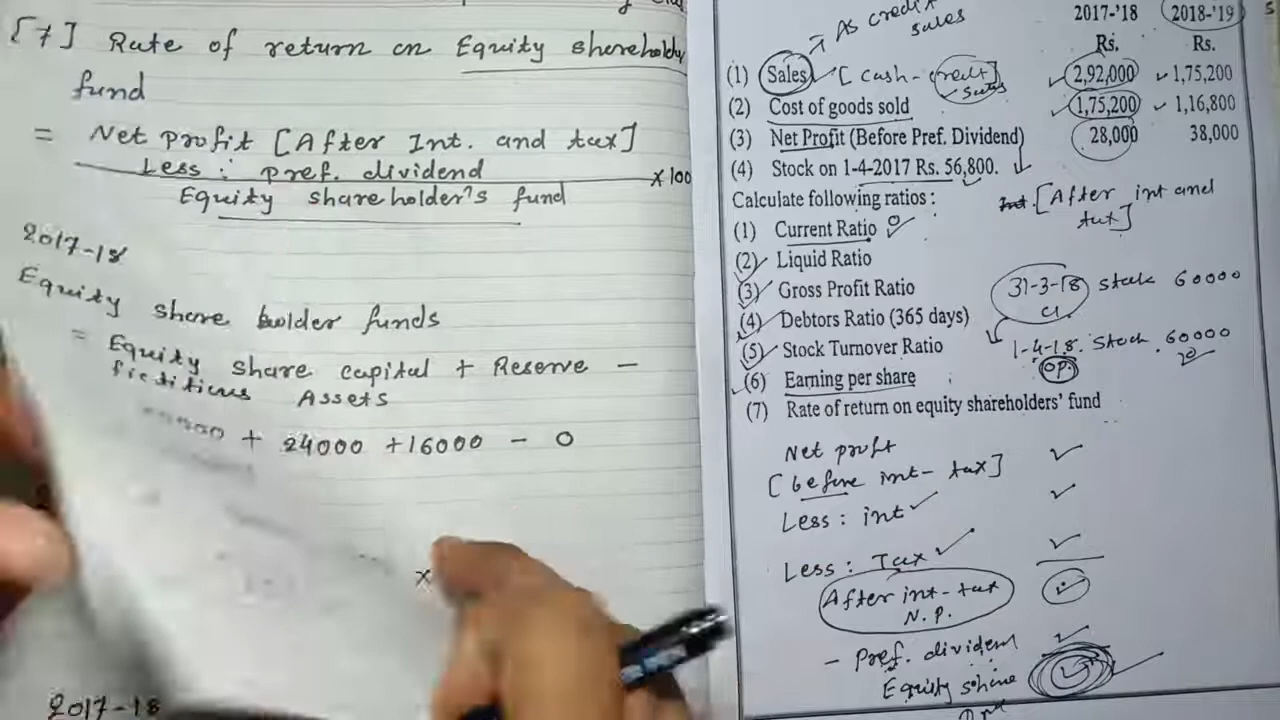 [7] Rate of return on Equity shareholder
fund
= Net profit [After Int. and tax]
Less : pref. dividend
x 100
Equity shareholder's fund
2017-18
Equity share holder funds
= Equity share capital + Reserve -
fictitious Assets
+ 24000 +16000 - 0
x
2017-18
As credit
sales
2017-'18 2018-'19
Rs. Rs.
(1) Sales [cash-credit] 2,92,000 1,75,200
sales
(2) Cost of goods sold 1,75,200 1,16,800
(3) Net Profit (Before Pref. Dividend) 28,000 38,000
(4) Stock on 1-4-2017 Rs. 56,800.
Calculate following ratios :
[After int and
tax]
(1) Current Ratio
(2) Liquid Ratio
(3) Gross Profit Ratio
31-3-18 stock 60000
(4) Debtors Ratio (365 days)
(5) Stock Turnover Ratio
1-4-18. Stock 60000
op.
(6) Earning per share
(7) Rate of return on equity shareholders' fund
Net profit
[before int- tax]
Less : int
Less : Tax
After int-tax
N.P.
- Pref. dividend
Equity share